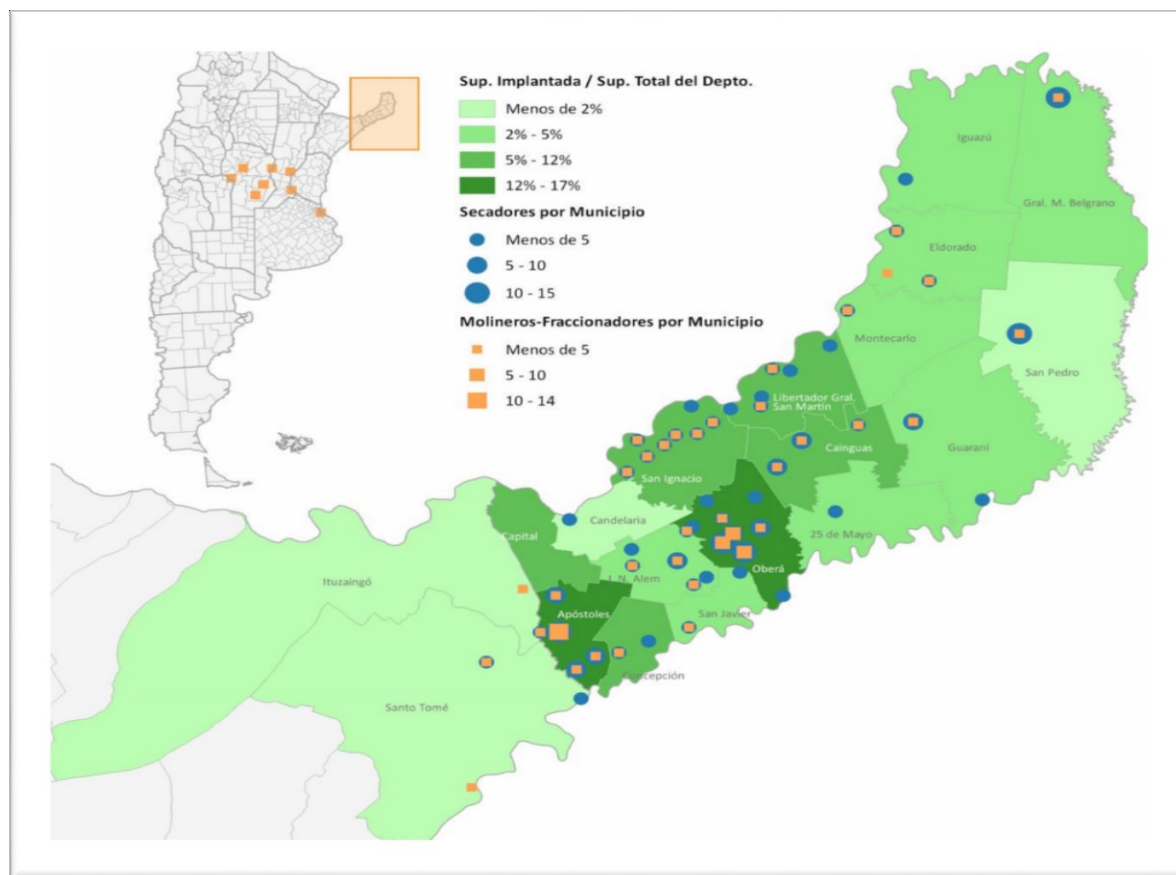 Sup. Implantada / Sup. Total del Depto.
Menos de 2%
2% - 5%
5% - 12%
12% - 17%
Secadores por Municipio
Menos de 5
5 - 10
10 - 15
Molineros-Fraccionadores por Municipio
Menos de 5
5 - 10
10 - 14
Iguazú
Gral. M. Belgrano
Eldorado
Montecarlo
San Pedro
Libertador Gral.
San Martín
Cainguas
Guaraní
San Ignacio
Candelaria
Capital
25 de Mayo
Oberá
L. N. Alem
Ituzaingó
Apóstoles
San Javier
Concepción
Santo Tomé